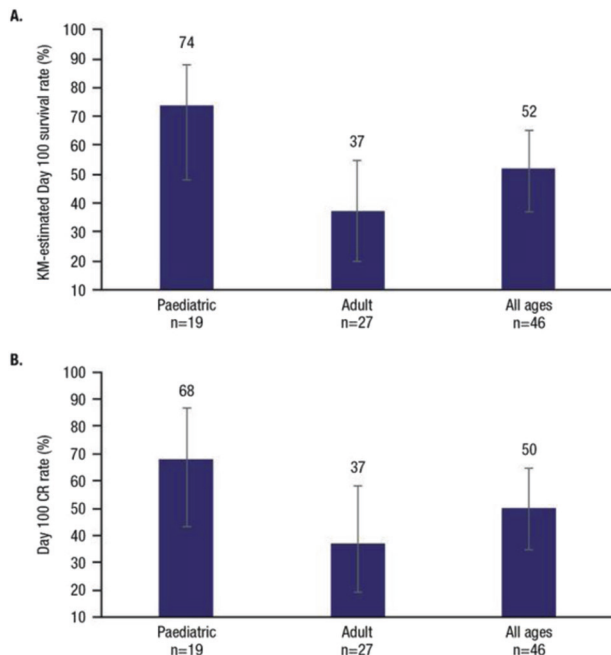 A.
KM-estimated Day 100 survival rate (%)
100
90
80
70
60
50
40
30
20
10
74
37
52
Paediatric
n=19
Adult
n=27
All ages
n=46
B.
Day 100 CR rate (%)
100
90
80
70
60
50
40
30
20
10
68
37
50
Paediatric
n=19
Adult
n=27
All ages
n=46